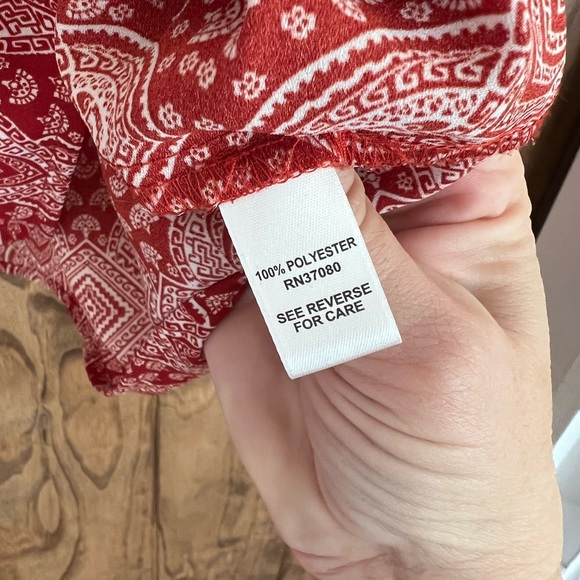 100% POLYESTER
RN37080
SEE REVERSE
FOR CARE